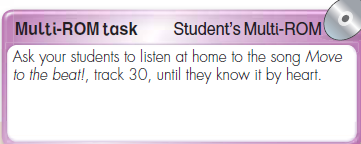 Multi-ROM task Student's Multi-ROM
Ask your students to listen at home to the song Move
to the beat!, track 30, until they know it by heart.